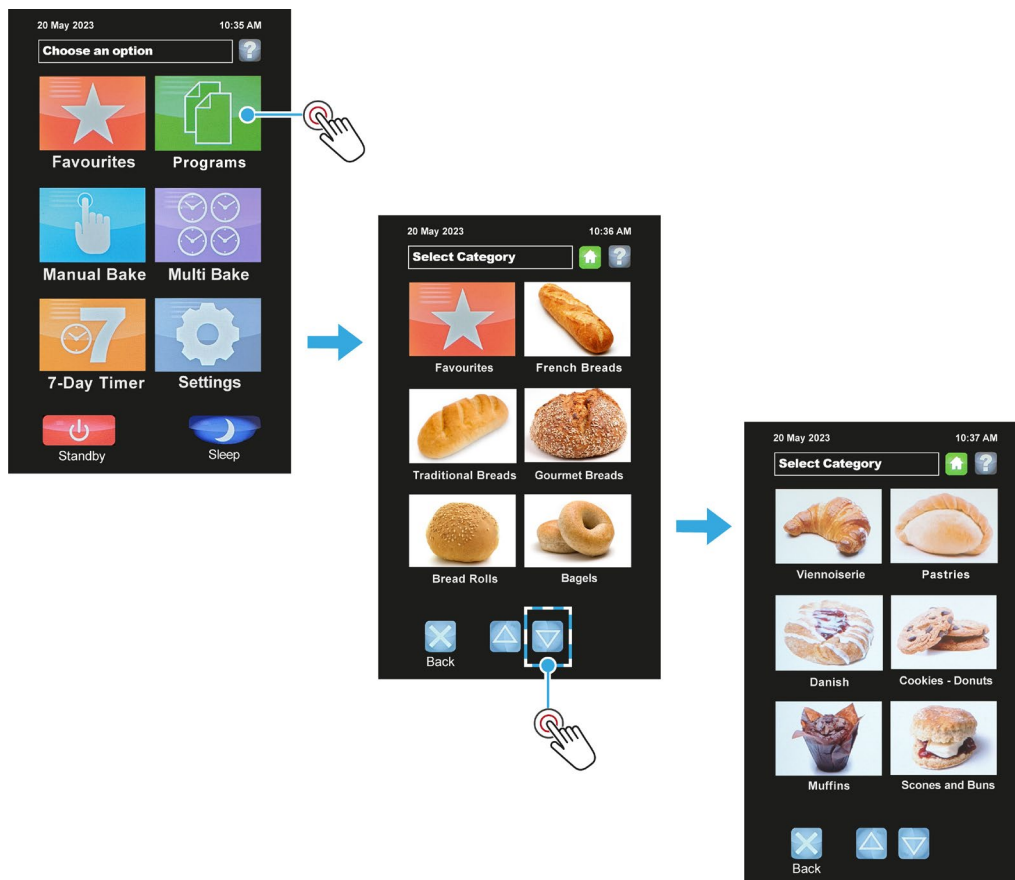 20 May 2023 10:35 AM
Choose an option ?
Favourites Programs
Manual Bake Multi Bake
7
7-Day Timer Settings
Standby Sleep
20 May 2023 10:36 AM
Select Category ?
Favourites French Breads
Traditional Breads Gourmet Breads
Bread Rolls Bagels
Back
20 May 2023 10:37 AM
Select Category ?
Viennoiserie Pastries
Danish Cookies - Donuts
Muffins Scones and Buns
Back